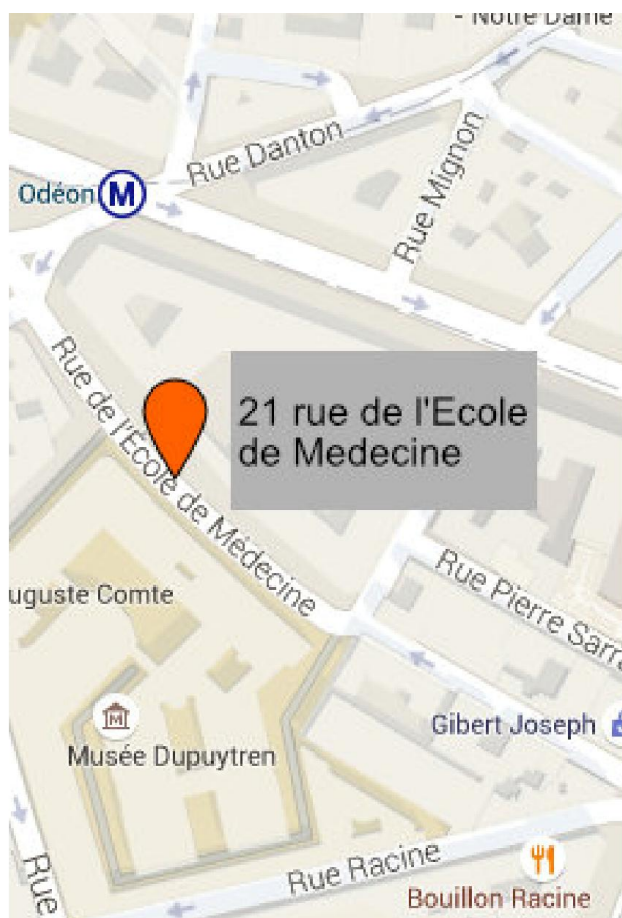 - Notre Dame
Rue Danton
Rue Mignon
Odéon M
Rue de l'École de Médecine
21 rue de l'Ecole
de Medecine
Rue Pierre Sarra
uguste Comte
Gibert Joseph
M
Musée Dupuytren
Rue Racine
Rue
Bouillon Racine